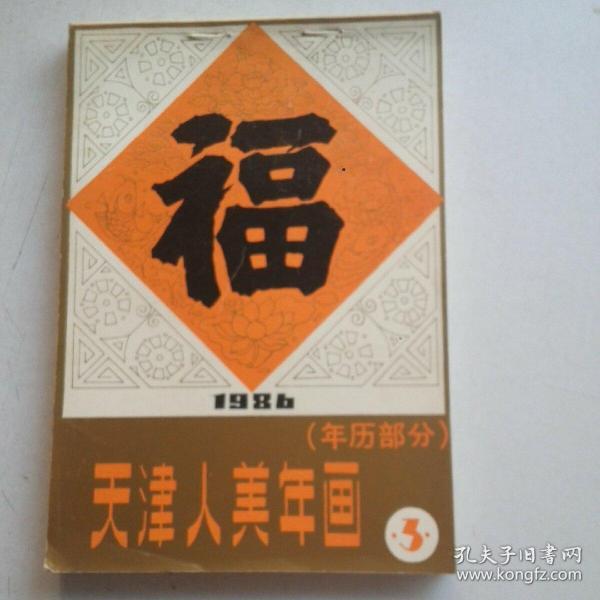 福
1986
（年历部分）
天津人美年画
·3·
孔夫子旧书网
www.kongfz.com